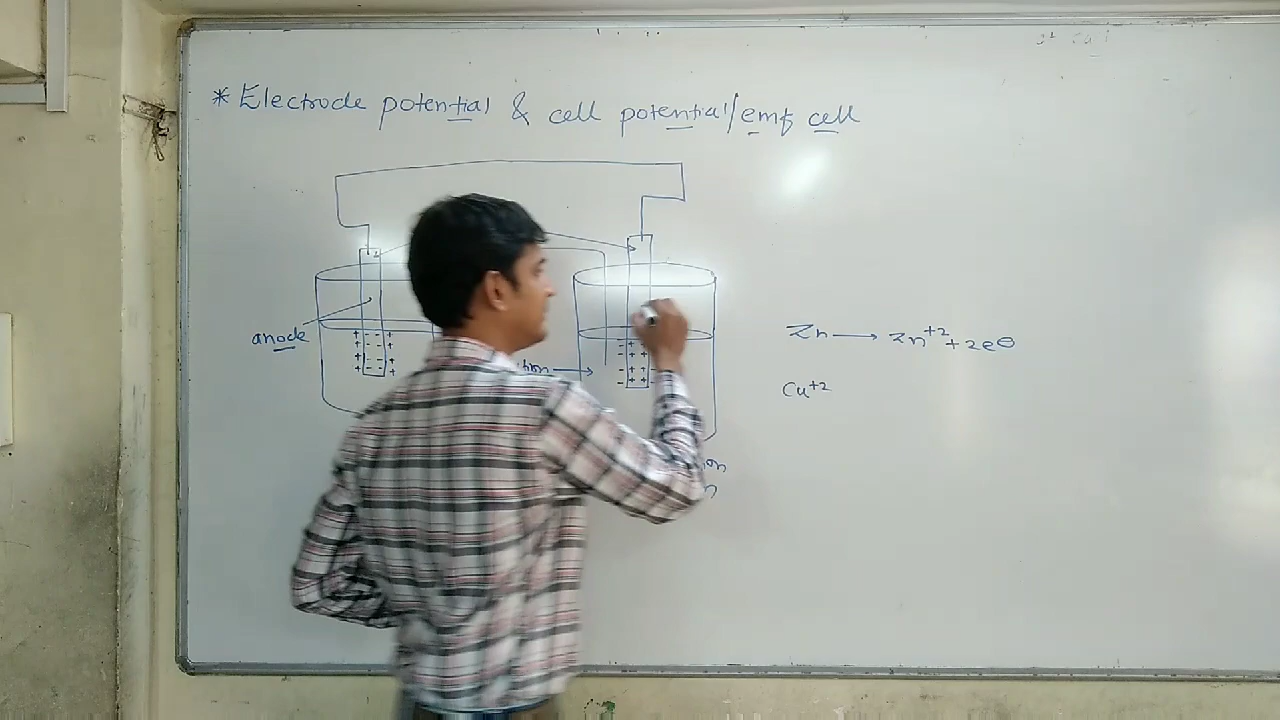 * Electrode potential & cell potential/emf cell
anode
Zn → Zn+2 + 2e⊖
Cu+2